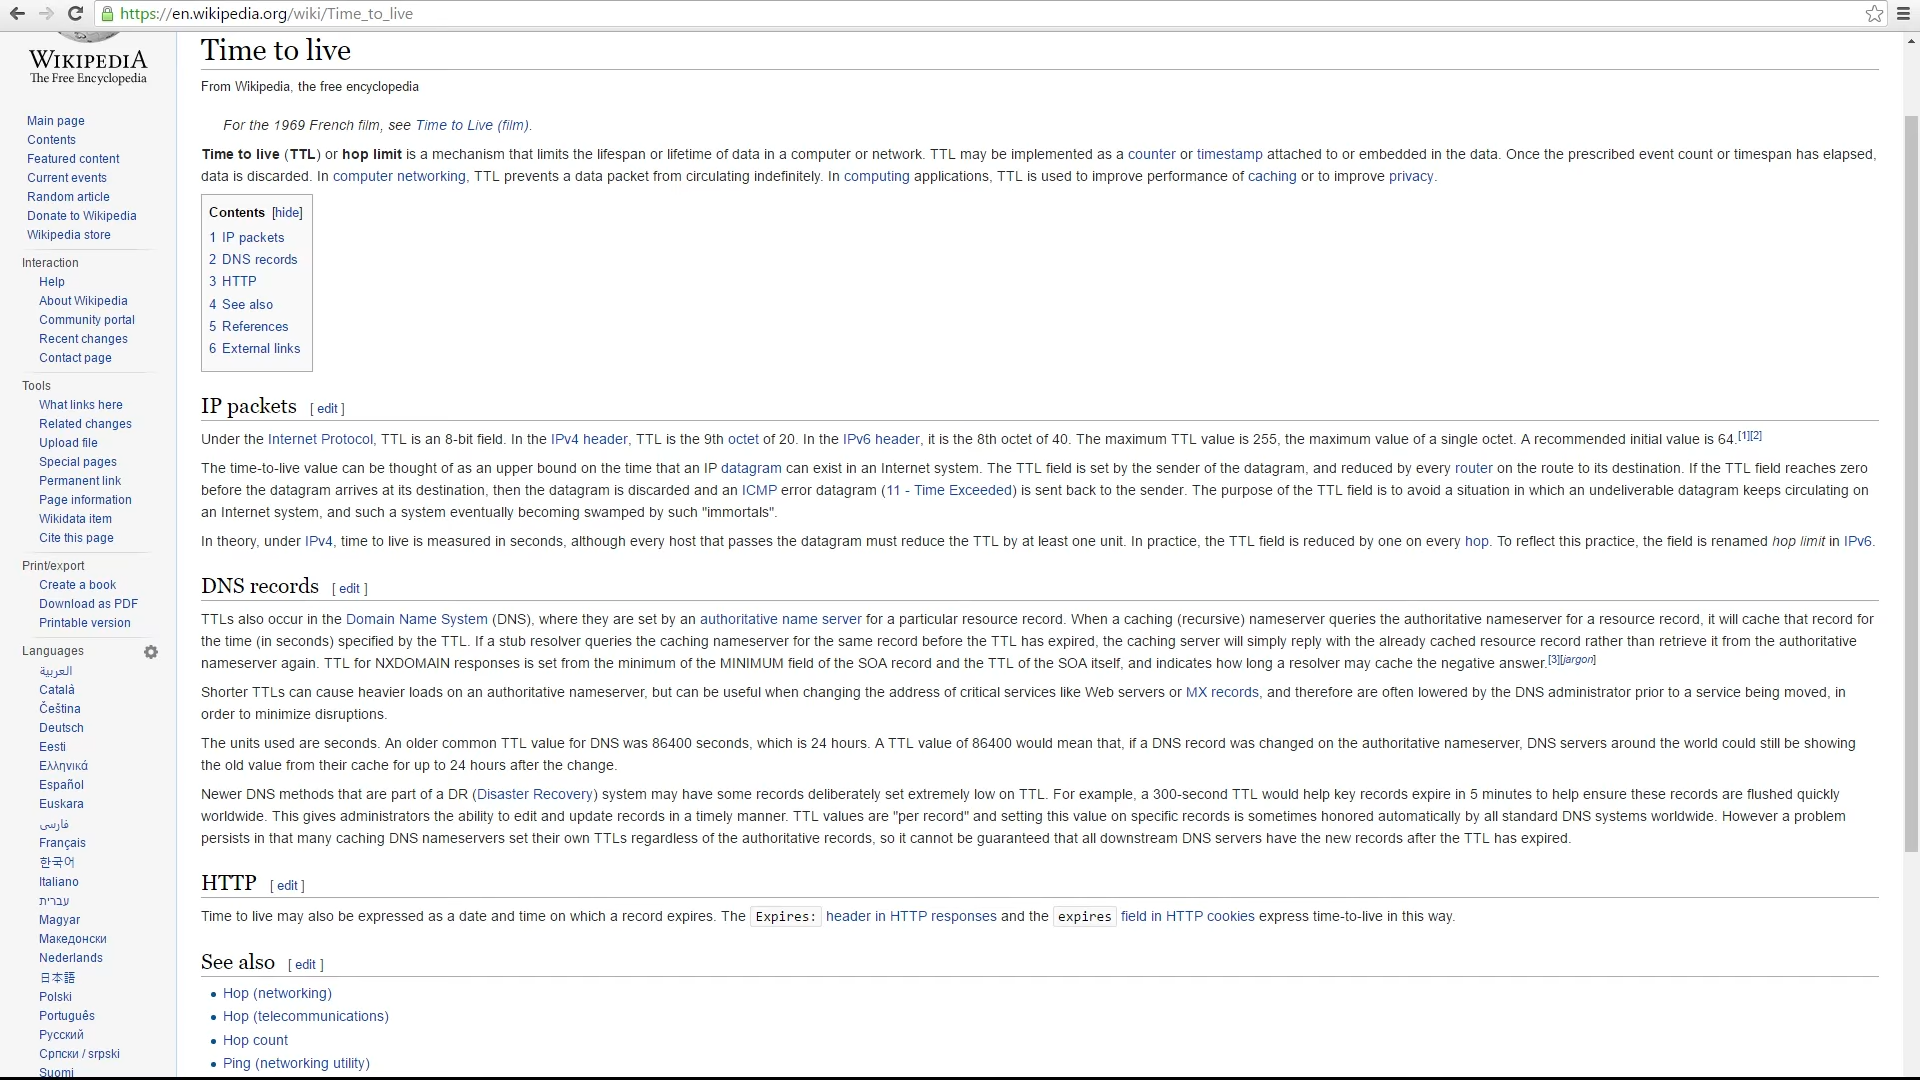 https://en.wikipedia.org/wiki/Time_to_live
WIKIPEDIA
The Free Encyclopedia
Main page
Contents
Featured content
Current events
Random article
Donate to Wikipedia
Wikipedia store
Interaction
Help
About Wikipedia
Community portal
Recent changes
Contact page
Tools
What links here
Related changes
Upload file
Special pages
Permanent link
Page information
Wikidata item
Cite this page
Print/export
Create a book
Download as PDF
Printable version
Languages
العربية
Català
Čeština
Deutsch
Eesti
Ελληνικά
Español
Euskara
فارسی
Français
한국어
Italiano
עברית
Magyar
Македонски
Nederlands
日本語
Polski
Português
Русский
Српски / srpski
Suomi
Time to live
From Wikipedia, the free encyclopedia
For the 1969 French film, see Time to Live (film).
Time to live (TTL) or hop limit is a mechanism that limits the lifespan or lifetime of data in a computer or network. TTL may be implemented as a counter or timestamp attached to or embedded in the data. Once the prescribed event count or timespan has elapsed,
data is discarded. In computer networking, TTL prevents a data packet from circulating indefinitely. In computing applications, TTL is used to improve performance of caching or to improve privacy.
Contents [hide]
1 IP packets
2 DNS records
3 HTTP
4 See also
5 References
6 External links
IP packets [ edit ]
Under the Internet Protocol, TTL is an 8-bit field. In the IPv4 header, TTL is the 9th octet of 20. In the IPv6 header, it is the 8th octet of 40. The maximum TTL value is 255, the maximum value of a single octet. A recommended initial value is 64.[1][2]
The time-to-live value can be thought of as an upper bound on the time that an IP datagram can exist in an Internet system. The TTL field is set by the sender of the datagram, and reduced by every router on the route to its destination. If the TTL field reaches zero
before the datagram arrives at its destination, then the datagram is discarded and an ICMP error datagram (11 - Time Exceeded) is sent back to the sender. The purpose of the TTL field is to avoid a situation in which an undeliverable datagram keeps circulating on
an Internet system, and such a system eventually becoming swamped by such "immortals".
In theory, under IPv4, time to live is measured in seconds, although every host that passes the datagram must reduce the TTL by at least one unit. In practice, the TTL field is reduced by one on every hop. To reflect this practice, the field is renamed hop limit in IPv6.
DNS records [ edit ]
TTLs also occur in the Domain Name System (DNS), where they are set by an authoritative name server for a particular resource record. When a caching (recursive) nameserver queries the authoritative nameserver for a resource record, it will cache that record for
the time (in seconds) specified by the TTL. If a stub resolver queries the caching nameserver for the same record before the TTL has expired, the caching server will simply reply with the already cached resource record rather than retrieve it from the authoritative
nameserver again. TTL for NXDOMAIN responses is set from the minimum of the MINIMUM field of the SOA record and the TTL of the SOA itself, and indicates how long a resolver may cache the negative answer.[3][jargon]
Shorter TTLs can cause heavier loads on an authoritative nameserver, but can be useful when changing the address of critical services like Web servers or MX records, and therefore are often lowered by the DNS administrator prior to a service being moved, in
order to minimize disruptions.
The units used are seconds. An older common TTL value for DNS was 86400 seconds, which is 24 hours. A TTL value of 86400 would mean that, if a DNS record was changed on the authoritative nameserver, DNS servers around the world could still be showing
the old value from their cache for up to 24 hours after the change.
Newer DNS methods that are part of a DR (Disaster Recovery) system may have some records deliberately set extremely low on TTL. For example, a 300-second TTL would help key records expire in 5 minutes to help ensure these records are flushed quickly
worldwide. This gives administrators the ability to edit and update records in a timely manner. TTL values are "per record" and setting this value on specific records is sometimes honored automatically by all standard DNS systems worldwide. However a problem
persists in that many caching DNS nameservers set their own TTLs regardless of the authoritative records, so it cannot be guaranteed that all downstream DNS servers have the new records after the TTL has expired.
HTTP [ edit ]
Time to live may also be expressed as a date and time on which a record expires. The Expires: header in HTTP responses and the expires field in HTTP cookies express time-to-live in this way.
See also [ edit ]
Hop (networking)
Hop (telecommunications)
Hop count
Ping (networking utility)